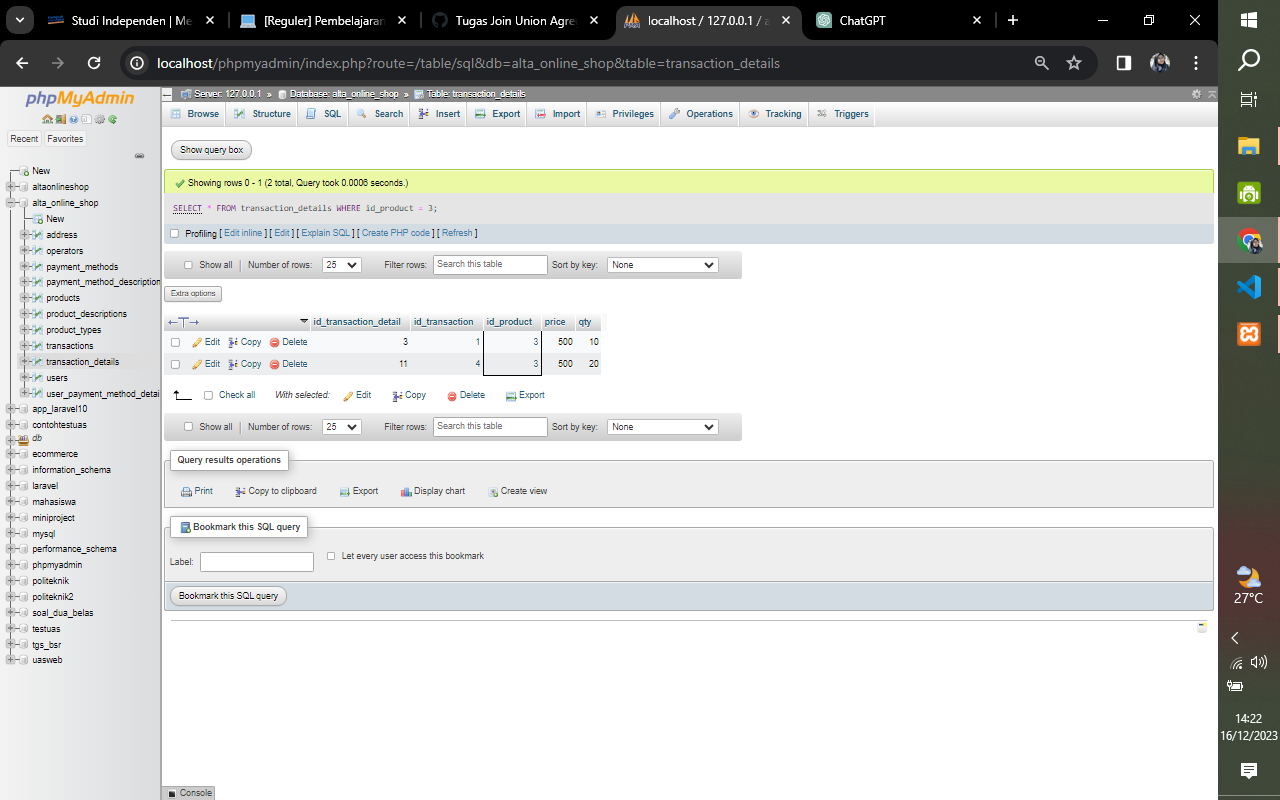 Studi Independen | Me
[Reguler] Pembelajaran
Tugas Join Union Agre
localhost / 127.0.0.1 / a
ChatGPT
localhost/phpmyadmin/index.php?route=/table/sql&db=alta_online_shop&table=transaction_details
phpMyAdmin
Recent Favorites
New
altaonlineshop
alta_online_shop
New
address
operators
payment_methods
payment_method_description
products
product_descriptions
product_types
transactions
transaction_details
users
user_payment_method_detai
app_laravel10
contohtestuas
db
ecommerce
information_schema
laravel
mahasiswa
miniproject
mysql
performance_schema
phpmyadmin
politeknik
politeknik2
soal_dua_belas
testuas
tgs_bsr
uasweb
Server: 127.0.0.1 » Database: alta_online_shop » Table: transaction_details
Browse Structure SQL Search Insert Export Import Privileges Operations Tracking Triggers
Show query box
Showing rows 0 - 1 (2 total, Query took 0.0006 seconds.)
SELECT * FROM transaction_details WHERE id_product = 3;
Profiling [ Edit inline ] [ Edit ] [ Explain SQL ] [ Create PHP code ] [ Refresh ]
Show all | Number of rows: 25 Filter rows: Search this table Sort by key: None
Extra options
←T→ id_transaction_detail id_transaction id_product price qty
Edit Copy Delete 3 1 3 500 10
Edit Copy Delete 11 4 3 500 20
Check all With selected: Edit Copy Delete Export
Show all | Number of rows: 25 Filter rows: Search this table Sort by key: None
Query results operations
Print Copy to clipboard Export Display chart Create view
Bookmark this SQL query
Label: Let every user access this bookmark
Bookmark this SQL query
Console
27°C
14:22
16/12/2023